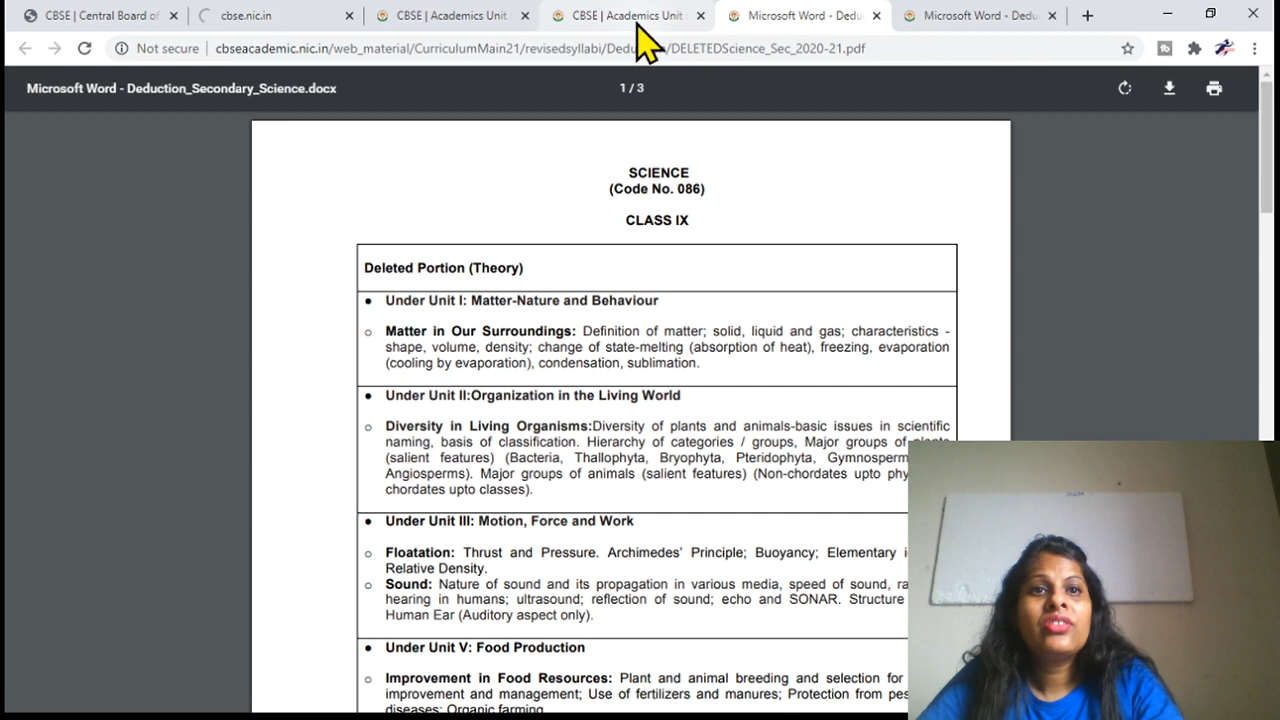 CBSE | Central Board of
cbse.nic.in
CBSE | Academics Unit
CBSE | Academics Unit
Microsoft Word - Dedu
Microsoft Word - Dedu
Not secure
cbseacademic.nic.in/web_material/CurriculumMain21/revisedsyllabi/Dedu /DELETEDScience_Sec_2020-21.pdf
Microsoft Word - Deduction_Secondary_Science.docx
1 / 3
SCIENCE
(Code No. 086)
CLASS IX
Deleted Portion (Theory)
● Under Unit I: Matter-Nature and Behaviour
o Matter in Our Surroundings: Definition of matter; solid, liquid and gas; characteristics -
shape, volume, density; change of state-melting (absorption of heat), freezing, evaporation
(cooling by evaporation), condensation, sublimation.
● Under Unit II:Organization in the Living World
o Diversity in Living Organisms:Diversity of plants and animals-basic issues in scientific
naming, basis of classification. Hierarchy of categories / groups, Major groups of plants
(salient features) (Bacteria, Thallophyta, Bryophyta, Pteridophyta, Gymnosperm
Angiosperms). Major groups of animals (salient features) (Non-chordates upto phy
chordates upto classes).
● Under Unit III: Motion, Force and Work
o Floatation: Thrust and Pressure. Archimedes' Principle; Buoyancy; Elementary
Relative Density.
o Sound: Nature of sound and its propagation in various media, speed of sound, ra
hearing in humans; ultrasound; reflection of sound; echo and SONAR. Structure
Human Ear (Auditory aspect only).
● Under Unit V: Food Production
o Improvement in Food Resources: Plant and animal breeding and selection for
improvement and management; Use of fertilizers and manures; Protection from pes
diseases; Organic farming.